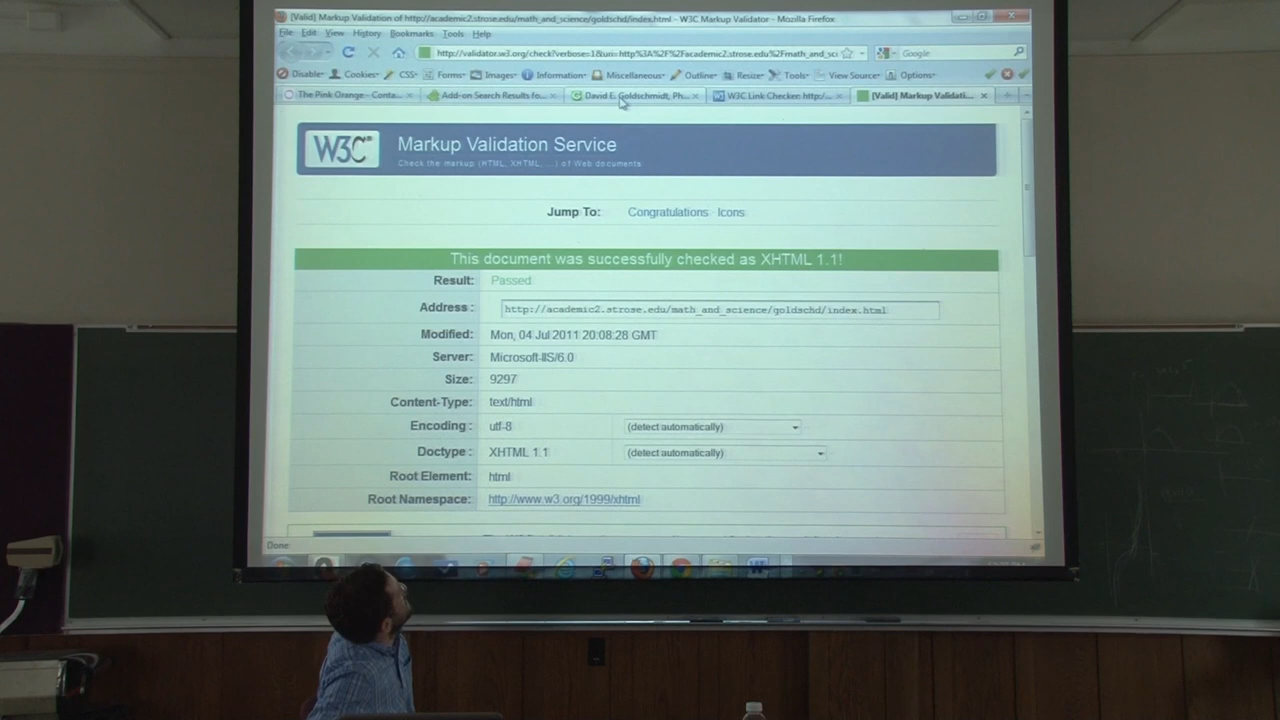 [Valid] Markup Validation of http://academic2.strose.edu/math_and_science/goldschd/index.html - W3C Markup Validator - Mozilla Firefox
File Edit View History Bookmarks Tools Help
http://validator.w3.org/check?verbose=1&uri=http%3A%2F%2Facademic2.strose.edu%2Fmath_and_sci Google
Disable Cookies CSS Forms Images Information Miscellaneous Outline Resize Tools View Source Options
The Pink Orange - Conta... Add-on Search Results fo... David E. Goldschmidt, Ph... W3C Link Checker: http:/... [Valid] Markup Validati...
W3C Markup Validation Service
Check the markup (HTML, XHTML, ...) of Web documents
Jump To: Congratulations · Icons
This document was successfully checked as XHTML 1.1!
Result: Passed
Address : http://academic2.strose.edu/math_and_science/goldschd/index.html
Modified: Mon, 04 Jul 2011 20:08:28 GMT
Server: Microsoft-IIS/6.0
Size: 9297
Content-Type: text/html
Encoding : utf-8 (detect automatically)
Doctype : XHTML 1.1 (detect automatically)
Root Element: html
Root Namespace: http://www.w3.org/1999/xhtml
Done